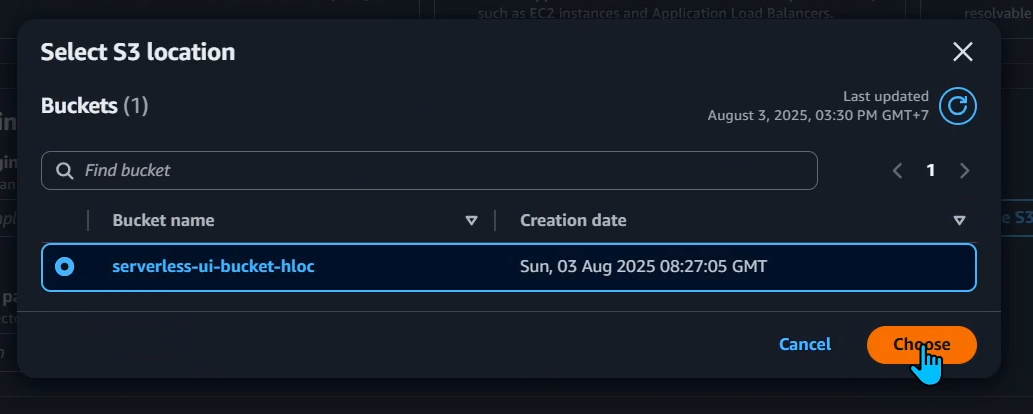 such as EC2 instances and Application Load Balancers.
resolvable
Select S3 location
Buckets (1)
Last updated
August 3, 2025, 03:30 PM GMT+7
Find bucket
1
Bucket name
Creation date
e S3
serverless-ui-bucket-hloc
Sun, 03 Aug 2025 08:27:05 GMT
Cancel
Choose